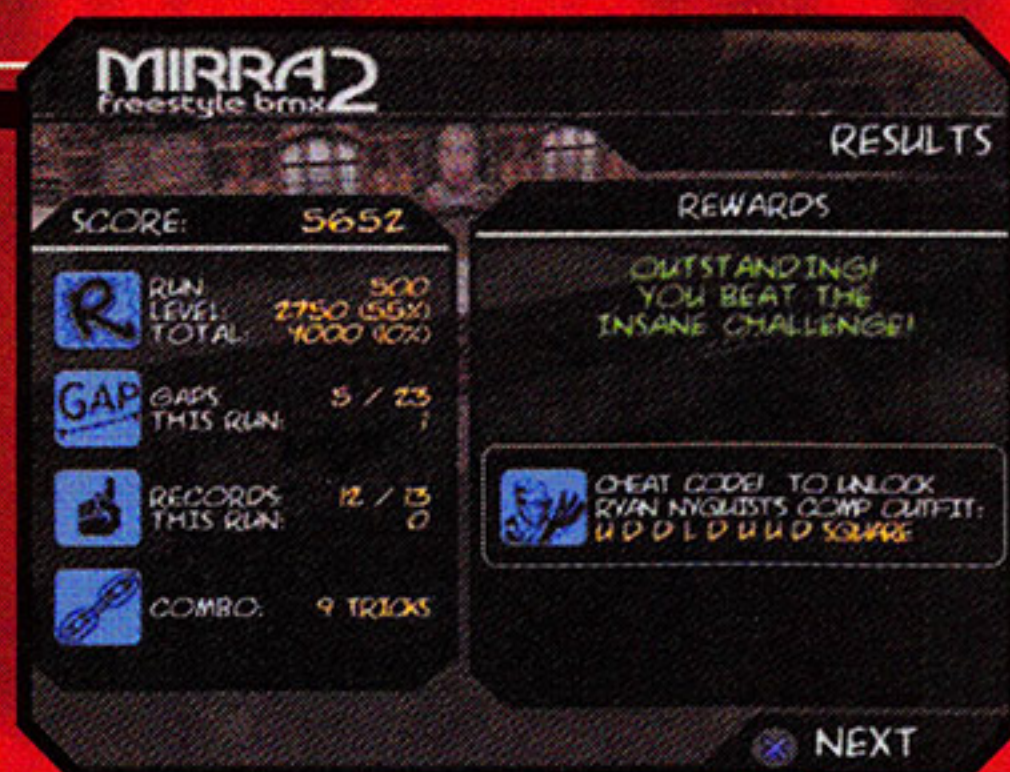 MIRRA 2
freestyle bmx
RESULTS
SCORE: 5652
RUN 500
LEVEL: 2750 (55%)
TOTAL: 4000 (10%)
GAP
GAPS 5 / 23
THIS RUN: 1
R
RECORDS 12 / 13
THIS RUN: 0
COMBO: 9 TRICKS
REWARDS
OUTSTANDING!
YOU BEAT THE
INSANE CHALLENGE!
CHEAT CODE! TO UNLOCK
RYAN NYQUISTS COMP OUTFIT:
U D D L D U U D SQUARE
NEXT